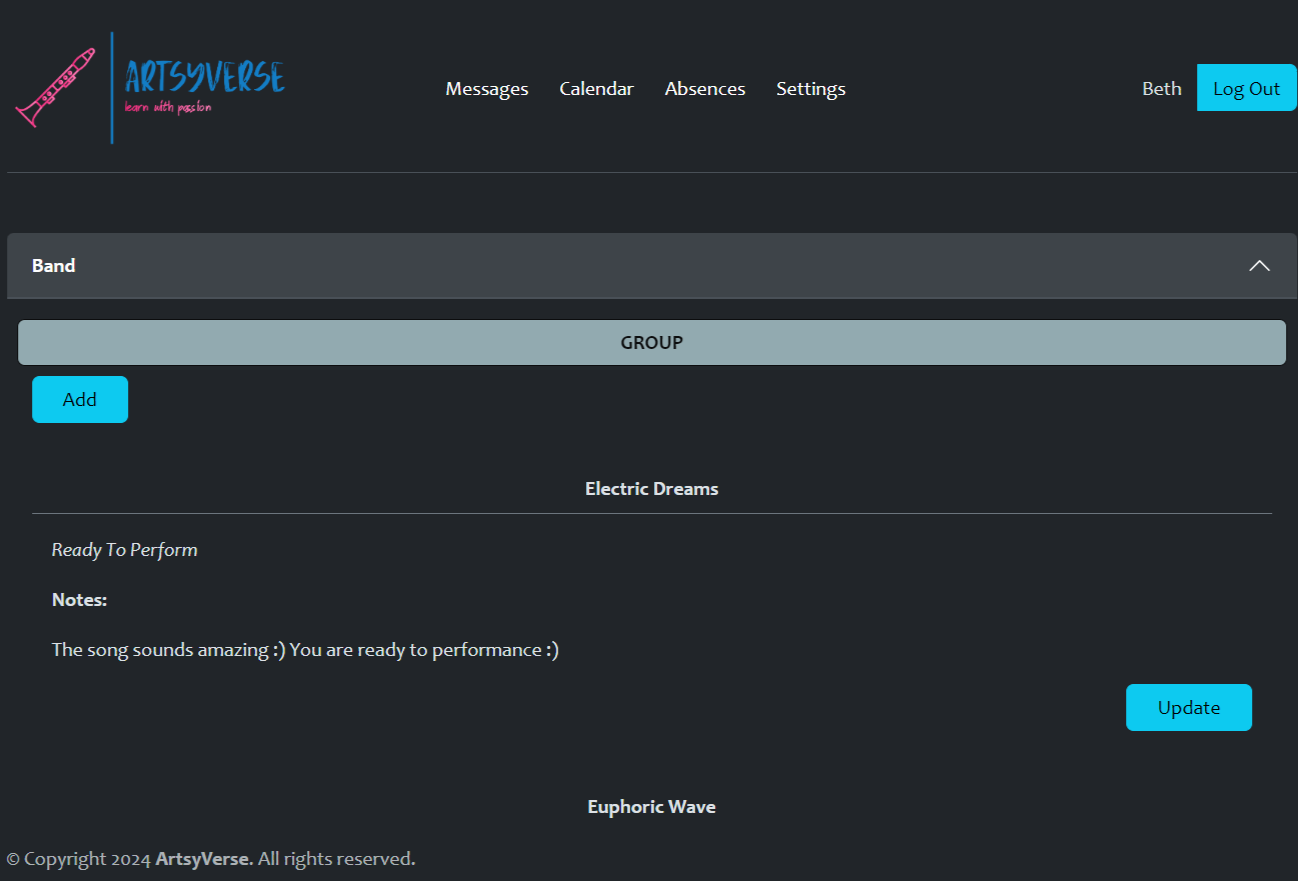 ARTSYVERSE
learn with passion
Messages Calendar Absences Settings
Beth Log Out
Band
GROUP
Add
Electric Dreams
Ready To Perform
Notes:
The song sounds amazing :) You are ready to performance :)
Update
Euphoric Wave
© Copyright 2024 ArtsyVerse. All rights reserved.